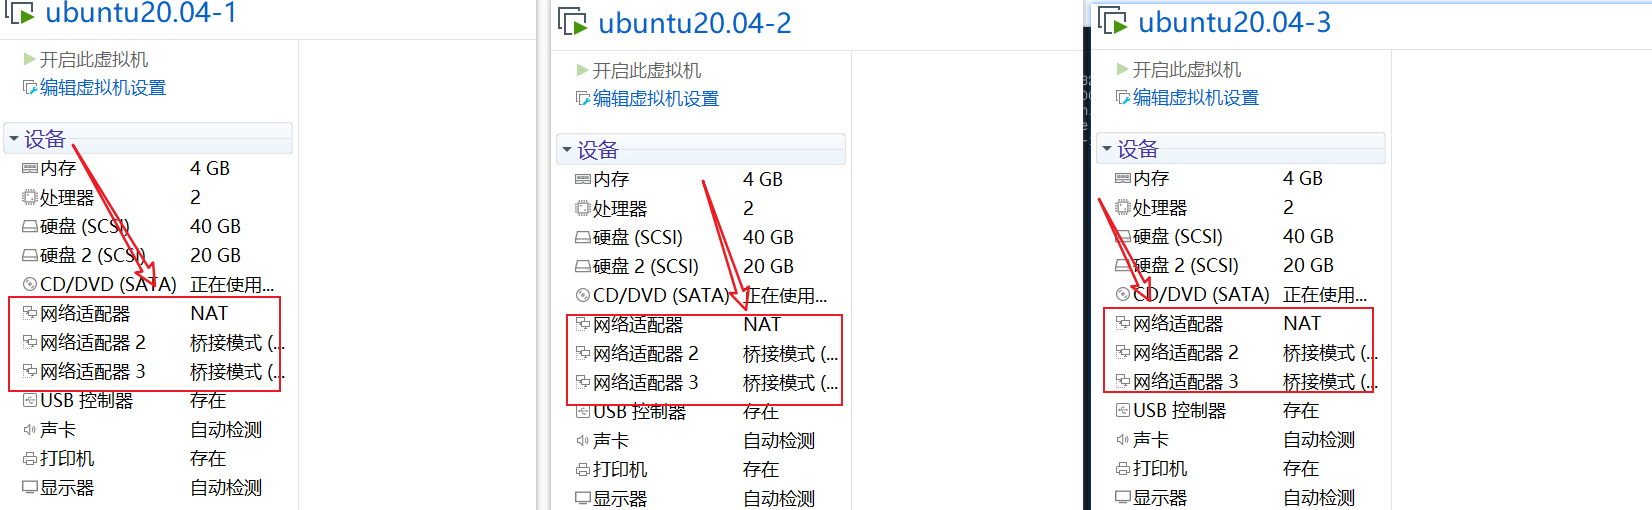 ubuntu20.04-1
开启此虚拟机
编辑虚拟机设置
设备
内存 4 GB
处理器 2
硬盘 (SCSI) 40 GB
硬盘 2 (SCSI) 20 GB
CD/DVD (SATA) 正在使用...
网络适配器 NAT
网络适配器 2 桥接模式 (...
网络适配器 3 桥接模式 (...
USB 控制器 存在
声卡 自动检测
打印机 存在
显示器 自动检测
ubuntu20.04-2
开启此虚拟机
编辑虚拟机设置
设备
内存 4 GB
处理器 2
硬盘 (SCSI) 40 GB
硬盘 2 (SCSI) 20 GB
CD/DVD (SATA) 正在使用...
网络适配器 NAT
网络适配器 2 桥接模式 (...
网络适配器 3 桥接模式 (...
USB 控制器 存在
声卡 自动检测
打印机 存在
显示器 自动检测
ubuntu20.04-3
开启此虚拟机
编辑虚拟机设置
设备
内存 4 GB
处理器 2
硬盘 (SCSI) 40 GB
硬盘 2 (SCSI) 20 GB
CD/DVD (SATA) 正在使用...
网络适配器 NAT
网络适配器 2 桥接模式 (...
网络适配器 3 桥接模式 (...
USB 控制器 存在
声卡 自动检测
打印机 存在
显示器 自动检测